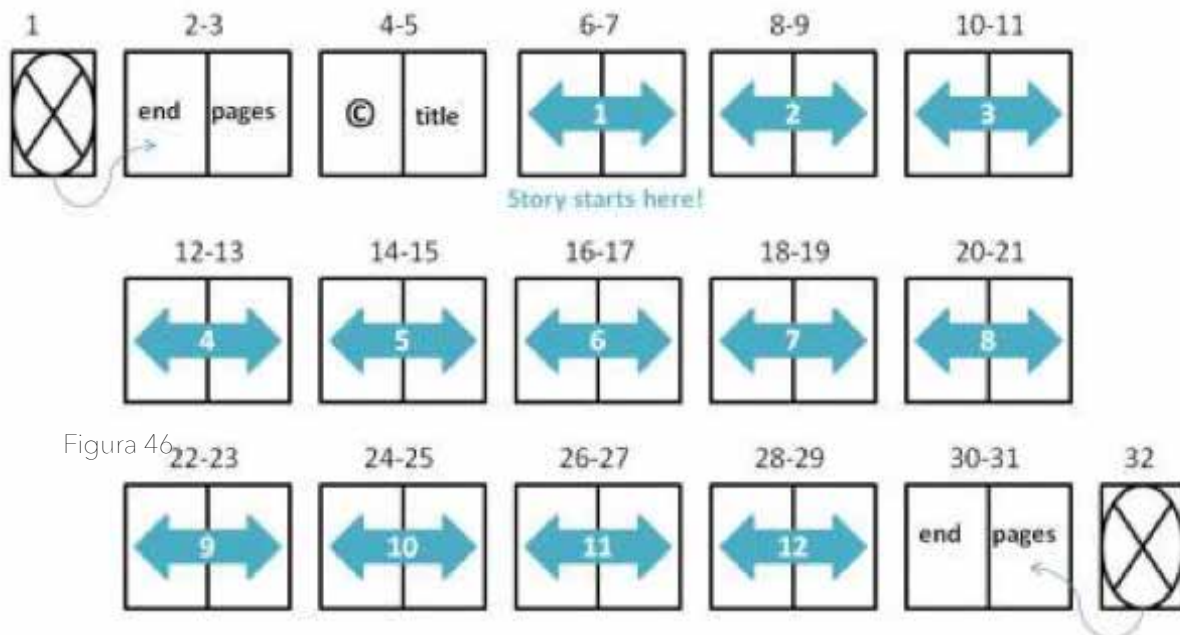 1 2-3 4-5 6-7 8-9 10-11
end pages © title 1 2 3
Story starts here!
12-13 14-15 16-17 18-19 20-21
4 5 6 7 8
Figura 46.
22-23 24-25 26-27 28-29 30-31 32
9 10 11 12 end pages